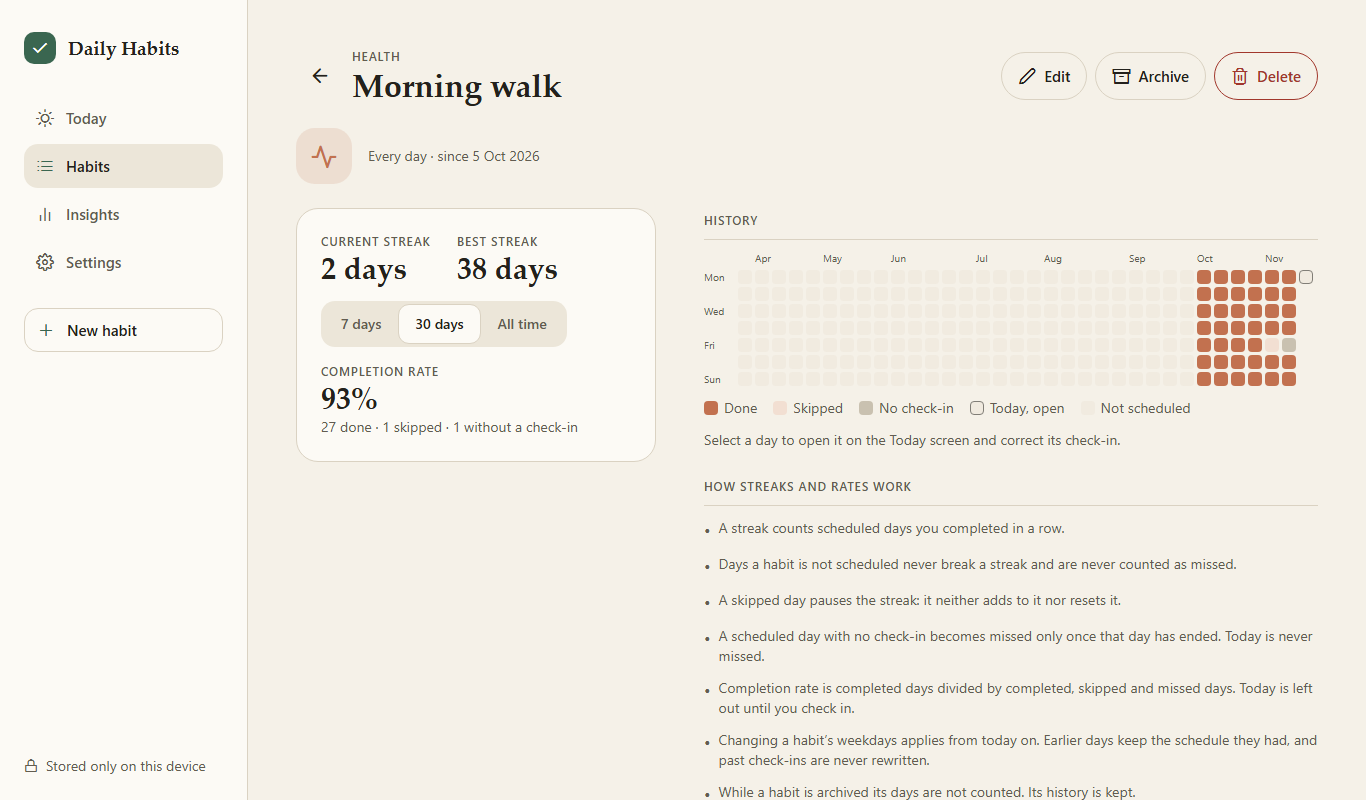 Daily Habits
Today
Habits
Insights
Settings
New habit
Stored only on this device
HEALTH
Morning walk
Edit
Archive
Delete
Every day · since 5 Oct 2026
CURRENT STREAK
2 days
BEST STREAK
38 days
7 days
30 days
All time
COMPLETION RATE
93%
27 done · 1 skipped · 1 without a check-in
HISTORY
Apr May Jun Jul Aug Sep Oct Nov
Mon
Wed
Fri
Sun
Done
Skipped
No check-in
Today, open
Not scheduled
Select a day to open it on the Today screen and correct its check-in.
HOW STREAKS AND RATES WORK
• A streak counts scheduled days you completed in a row.
• Days a habit is not scheduled never break a streak and are never counted as missed.
• A skipped day pauses the streak: it neither adds to it nor resets it.
• A scheduled day with no check-in becomes missed only once that day has ended. Today is never
missed.
• Completion rate is completed days divided by completed, skipped and missed days. Today is left
out until you check in.
• Changing a habit’s weekdays applies from today on. Earlier days keep the schedule they had, and
past check-ins are never rewritten.
• While a habit is archived its days are not counted. Its history is kept.